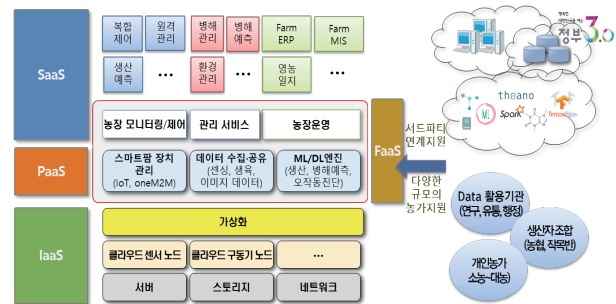 SaaS
PaaS
IaaS
복합
제어
원격
관리
병해
관리
병해
예측
Farm
ERP
Farm
MIS
생산
예측
...
환경
관리
...
영농
일지
...
농장 모니터링/제어
관리 서비스
농장운영
스마트팜 장치
관리
(IoT, oneM2M)
데이터 수집·공유
(센싱, 생육,
이미지 데이터)
ML/DL엔진
(생산, 병해예측,
오작동진단)
가상화
클라우드 센서 노드
클라우드 구동기 노드
...
서버
스토리지
네트워크
FaaS
서드파티
연계지원
다양한
규모의
농가지원
정부3.0
theano
Spark
TensorFlow
Data 활용기관
(연구, 유통, 행정)
생산자 조합
(농협, 작목반)
개인농가
소농~대농)